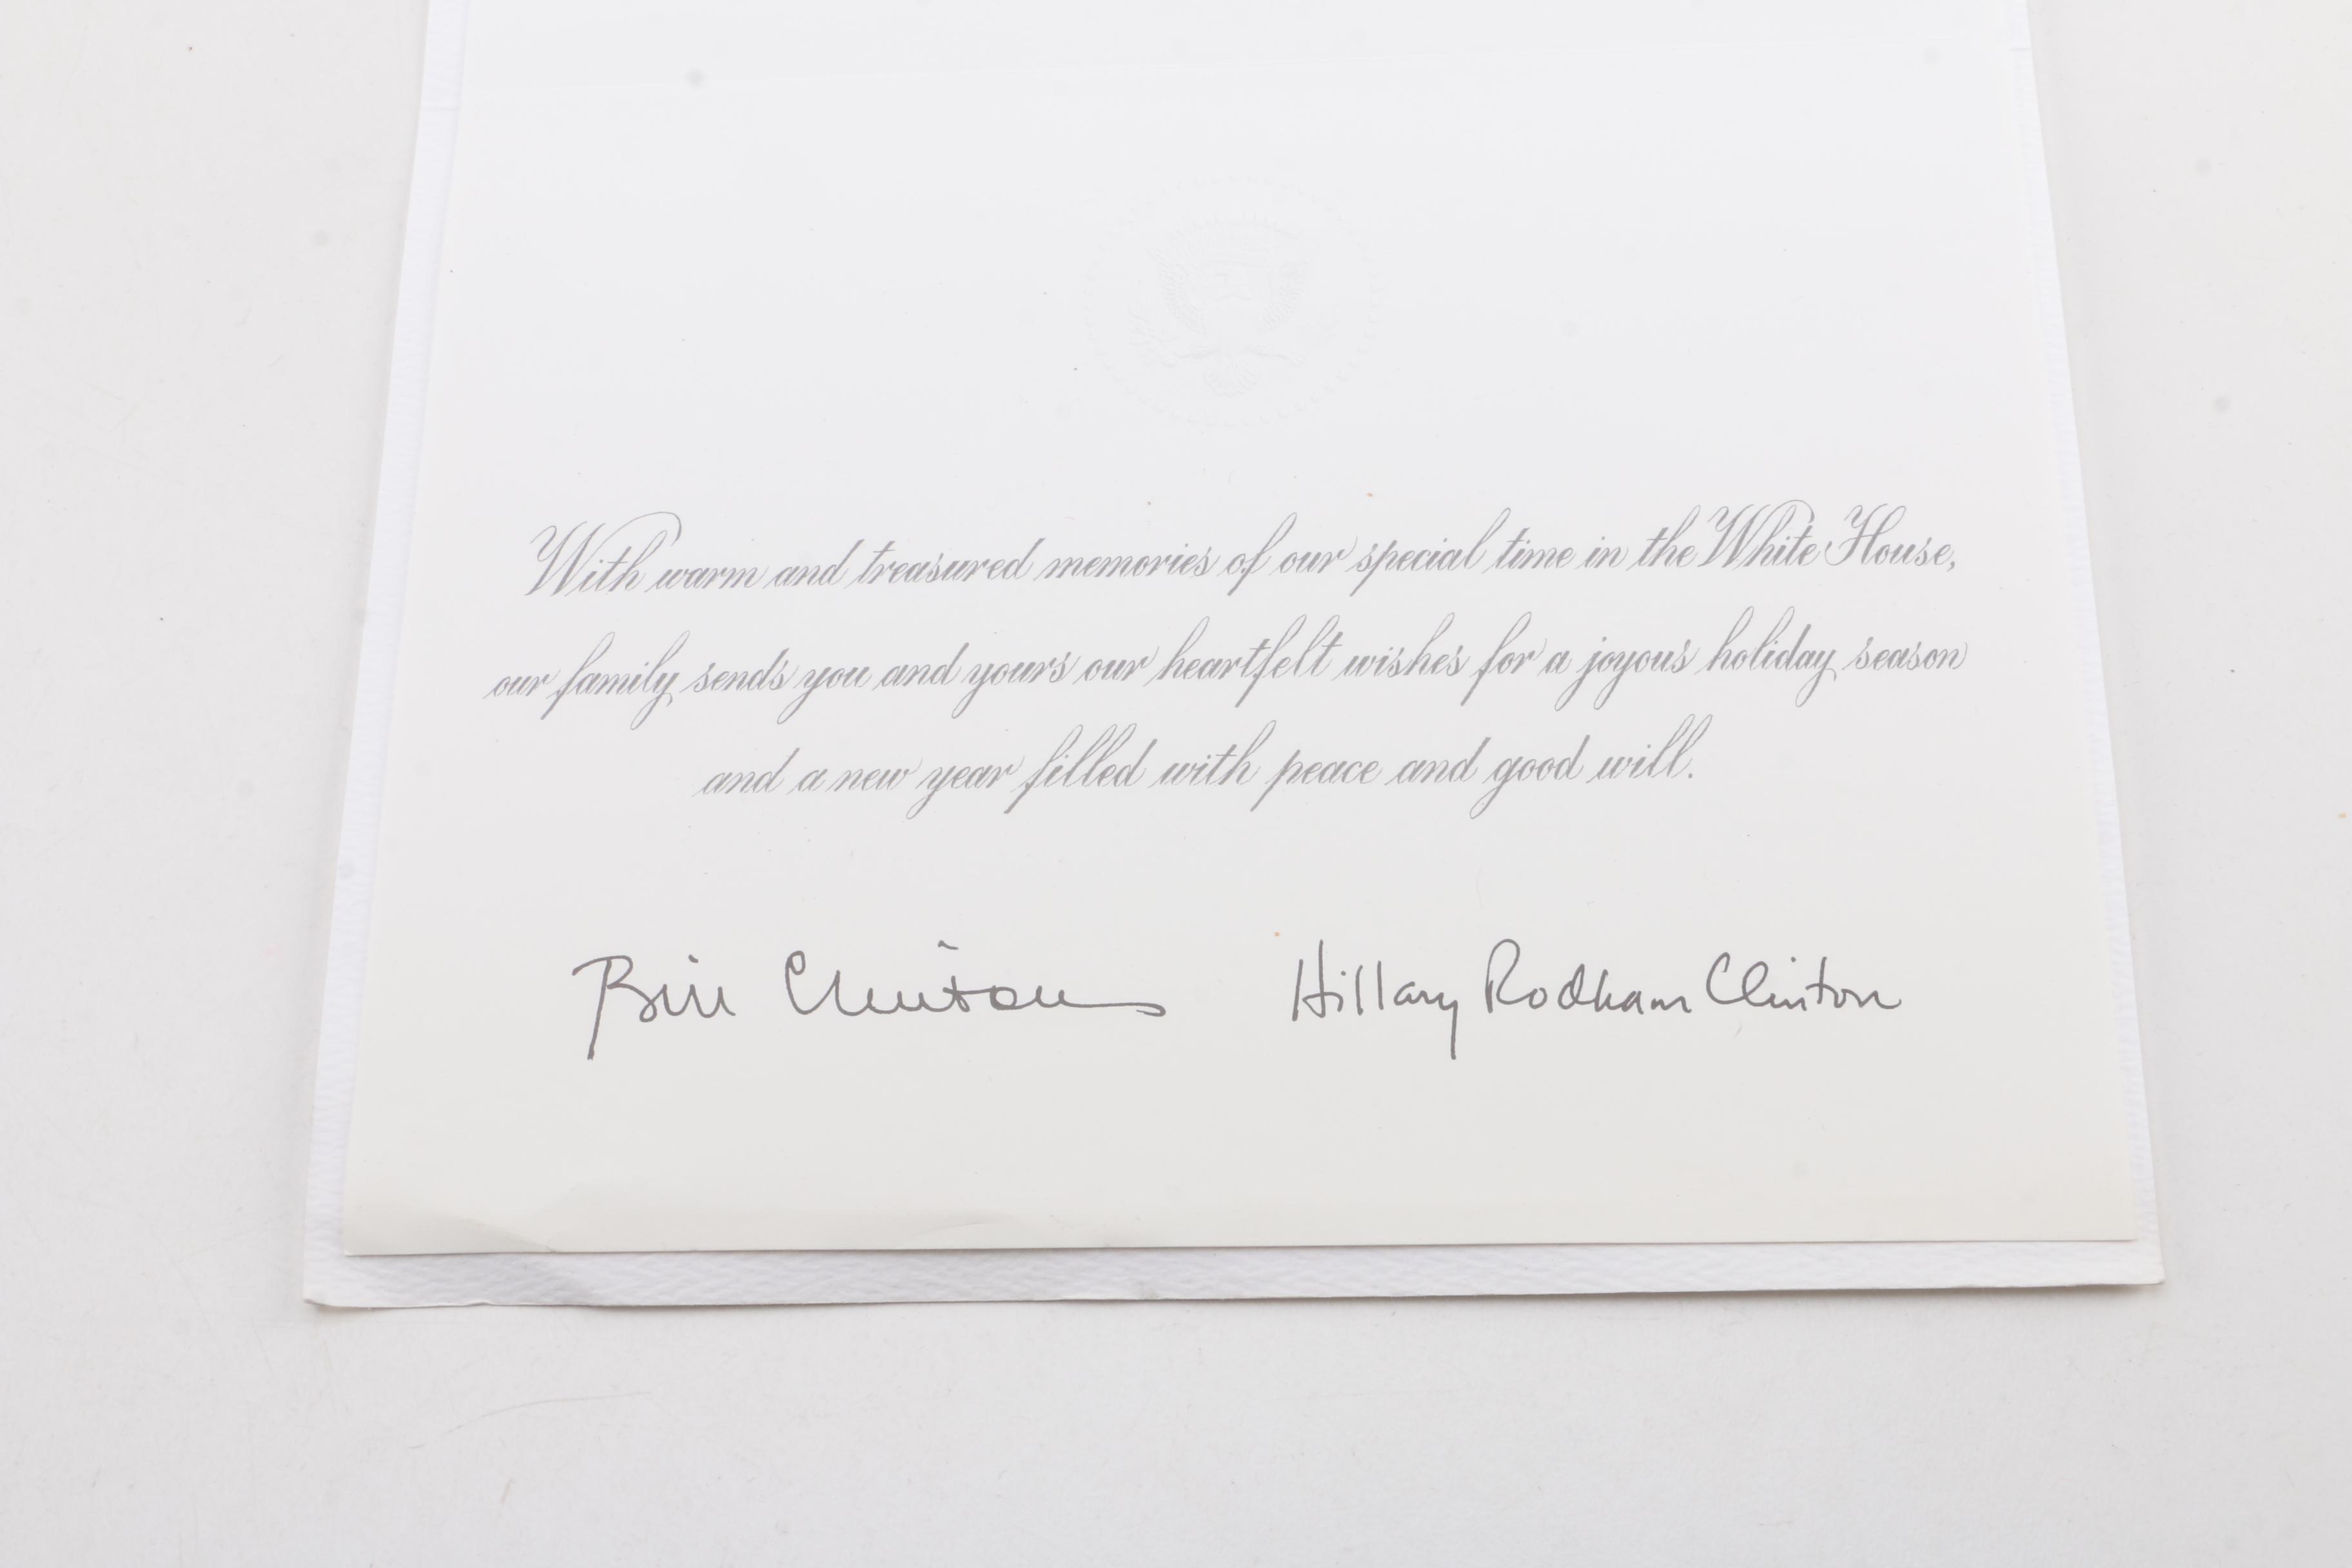 With warm and treasured memories of our special time in the White House,
our family sends you and yours our heartfelt wishes for a joyous holiday season
and a new year filled with peace and good will.
Bill Clinton Hillary Rodham Clinton